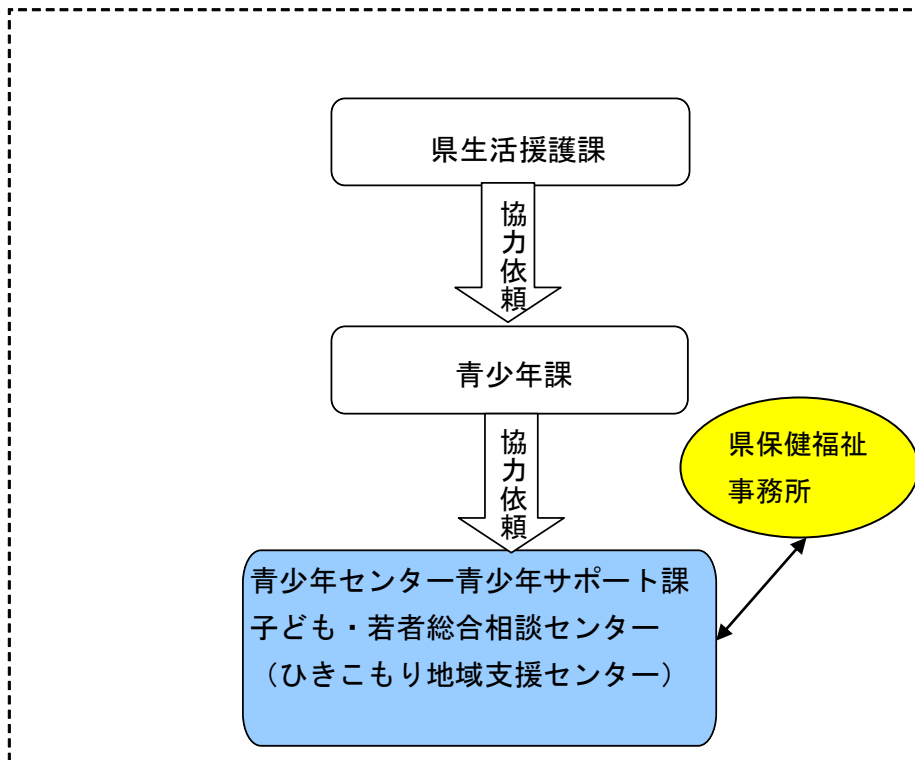 県生活援護課
協力依頼
青少年課
協力依頼
県保健福祉
事務所
青少年センター青少年サポート課
子ども・若者総合相談センター
（ひきこもり地域支援センター）